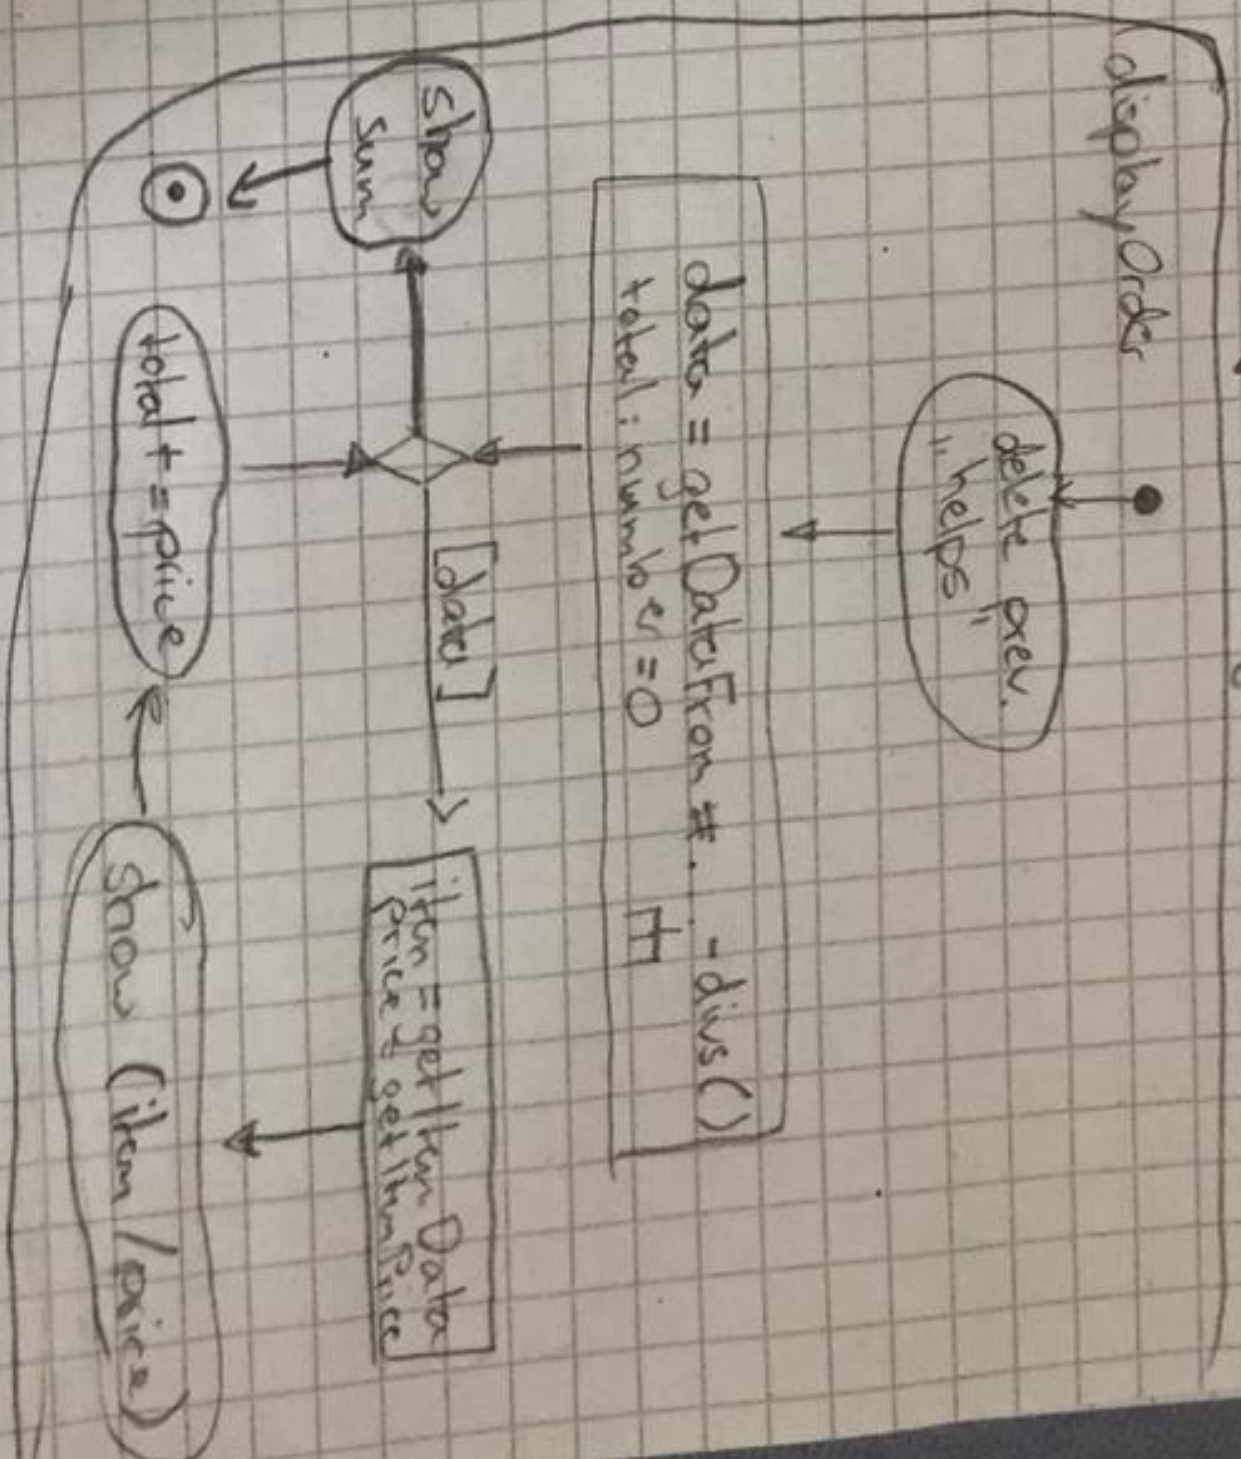 displayOrder
delete prev.
"helps"
data = getDataFrom#...-divs()
total : number = 0
[data]
item = getItemData
price = getItemPrice
show (item/price)
total += price
show
sum